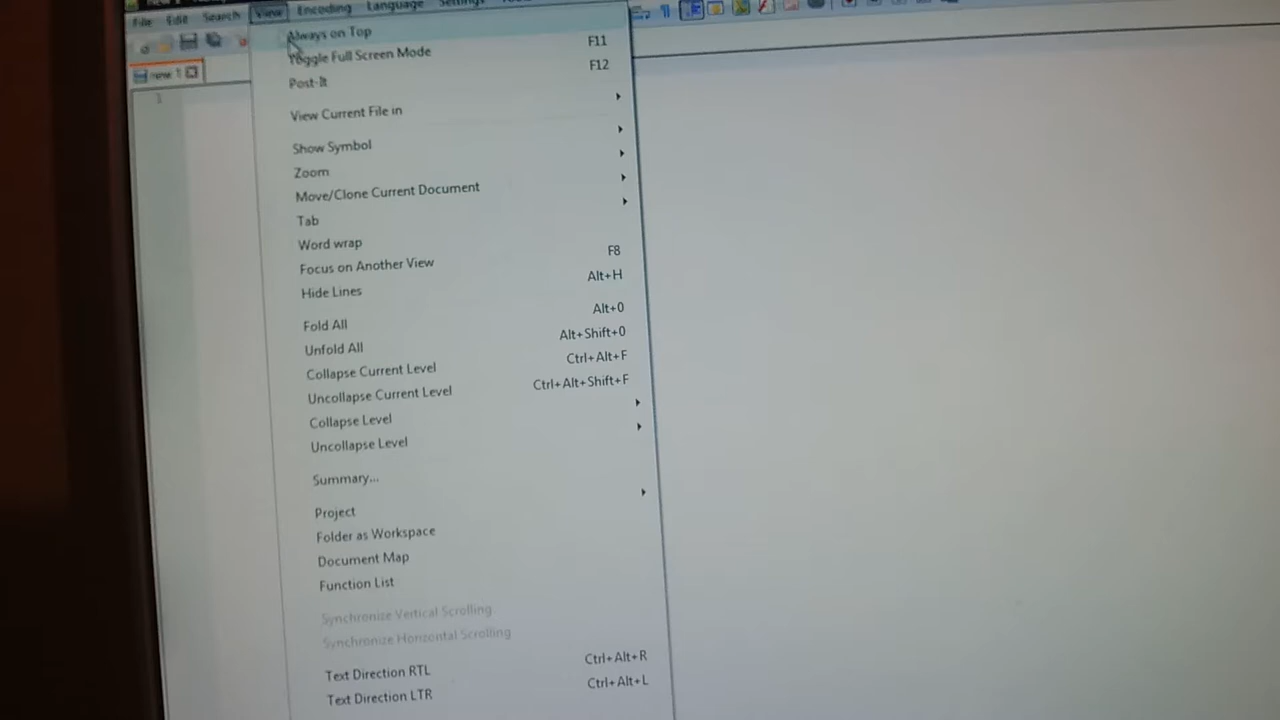 File Edit Search View Encoding Language Settings
new 1
1
Always on Top
Toggle Full Screen Mode F11
Post-It F12
View Current File in
Show Symbol
Zoom
Move/Clone Current Document
Tab
Word wrap
Focus on Another View F8
Hide Lines Alt+H
Fold All Alt+0
Unfold All Alt+Shift+0
Collapse Current Level Ctrl+Alt+F
Uncollapse Current Level Ctrl+Alt+Shift+F
Collapse Level
Uncollapse Level
Summary...
Project
Folder as Workspace
Document Map
Function List
Synchronize Vertical Scrolling
Synchronize Horizontal Scrolling
Text Direction RTL Ctrl+Alt+R
Text Direction LTR Ctrl+Alt+L